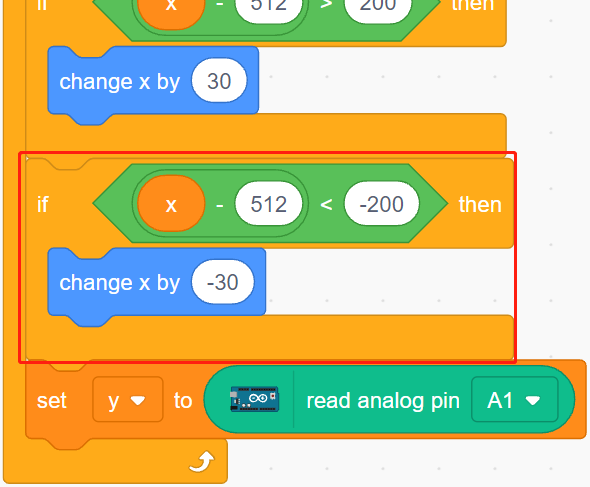 if x - 512 > 200 then
change x by 30
if x - 512 < -200 then
change x by -30
set y to read analog pin A1